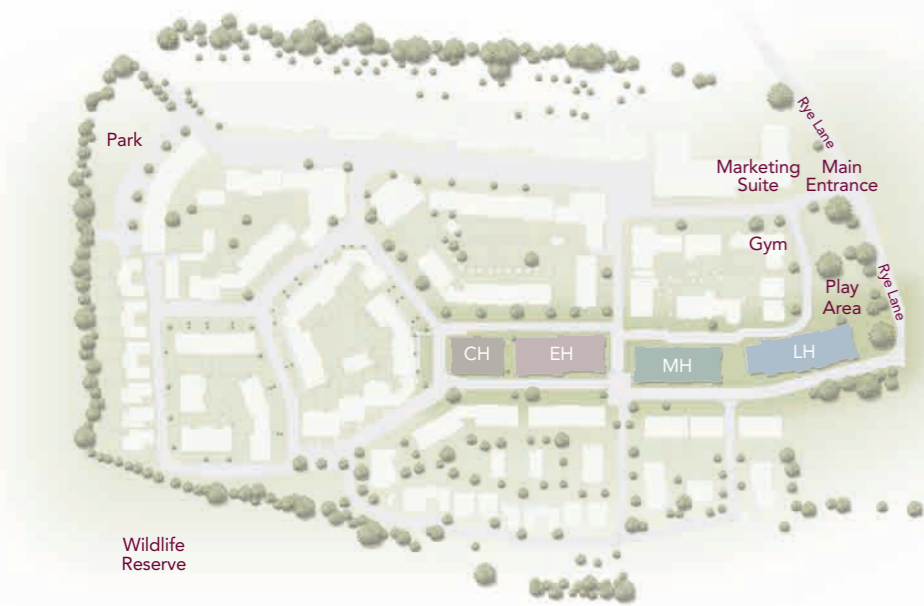 Rye Lane
Park
Marketing
Suite
Main
Entrance
Gym
Rye Lane
Play
Area
CH
EH
MH
LH
Wildlife
Reserve